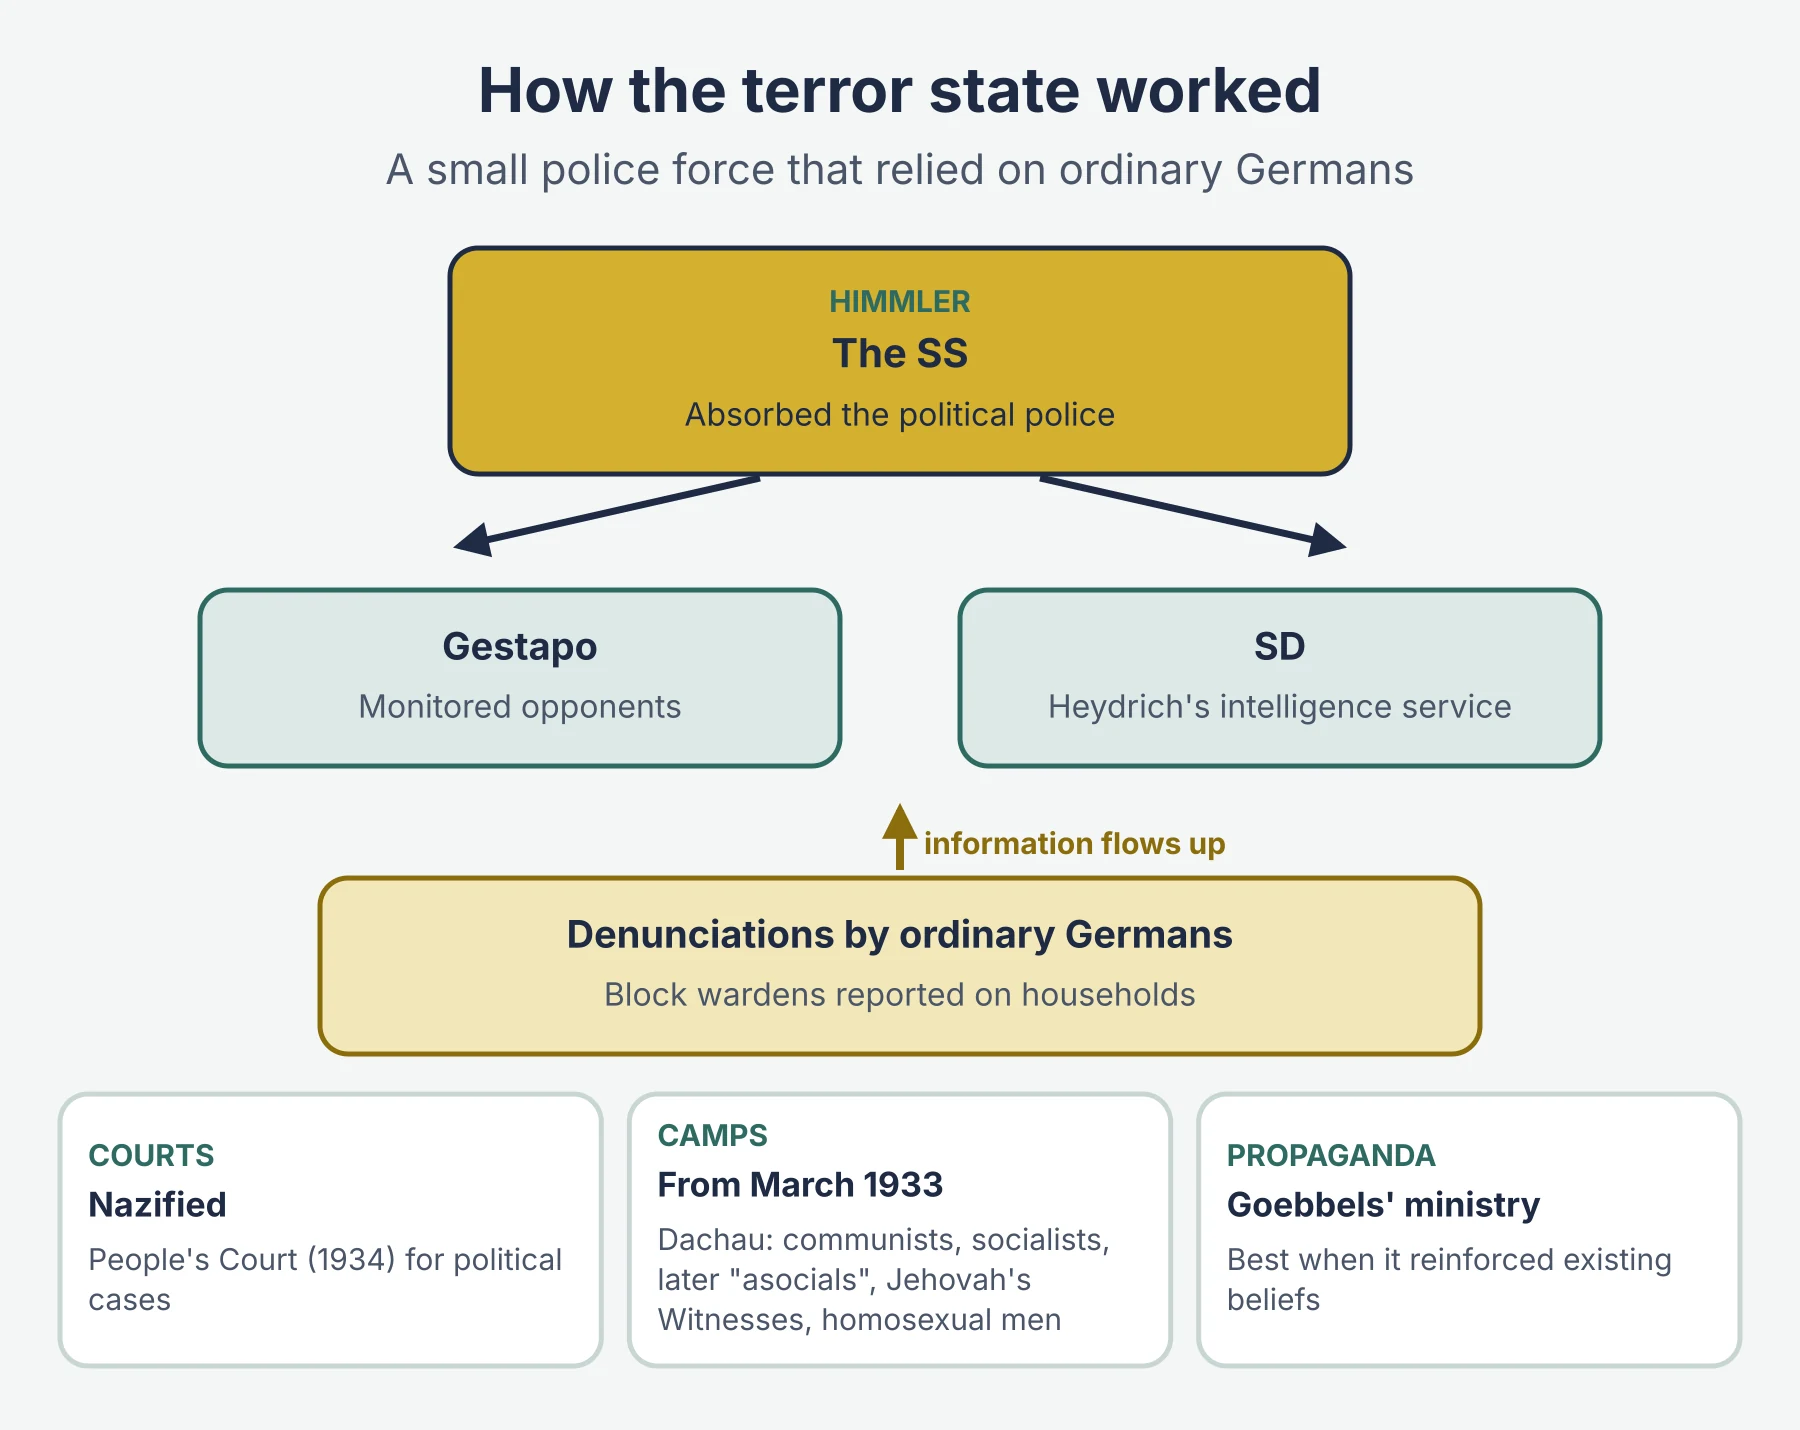 How the terror state worked
A small police force that relied on ordinary Germans
HIMMLER
The SS
Absorbed the political police
Gestapo
Monitored opponents
SD
Heydrich's intelligence service
information flows up
Denunciations by ordinary Germans
Block wardens reported on households
COURTS
Nazified
People's Court (1934) for political
cases
CAMPS
From March 1933
Dachau: communists, socialists,
later "asocials", Jehovah's
Witnesses, homosexual men
PROPAGANDA
Goebbels' ministry
Best when it reinforced existing
beliefs